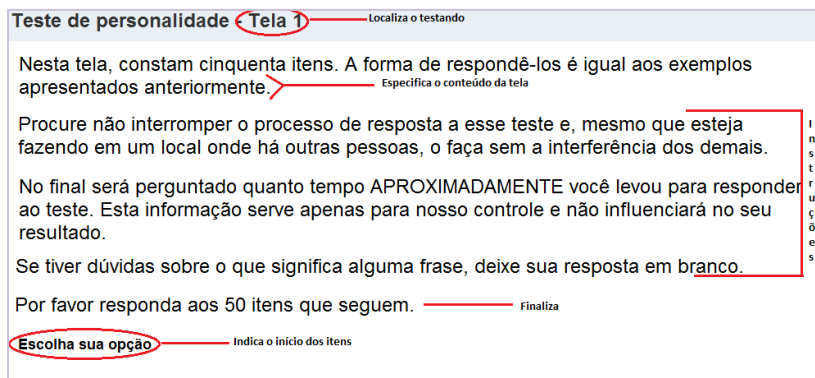 Teste de personalidade - Tela 1 Localiza o testando
Nesta tela, constam cinquenta itens. A forma de respondê-los é igual aos exemplos
apresentados anteriormente. Especifica o conteúdo da tela
Procure não interromper o processo de resposta a esse teste e, mesmo que esteja
fazendo em um local onde há outras pessoas, o faça sem a interferência dos demais.
No final será perguntado quanto tempo APROXIMADAMENTE você levou para responder
ao teste. Esta informação serve apenas para nosso controle e não influenciará no seu
resultado.
Se tiver dúvidas sobre o que significa alguma frase, deixe sua resposta em branco.
Instruções
Por favor responda aos 50 itens que seguem. Finaliza
Escolha sua opção Indica o início dos itens